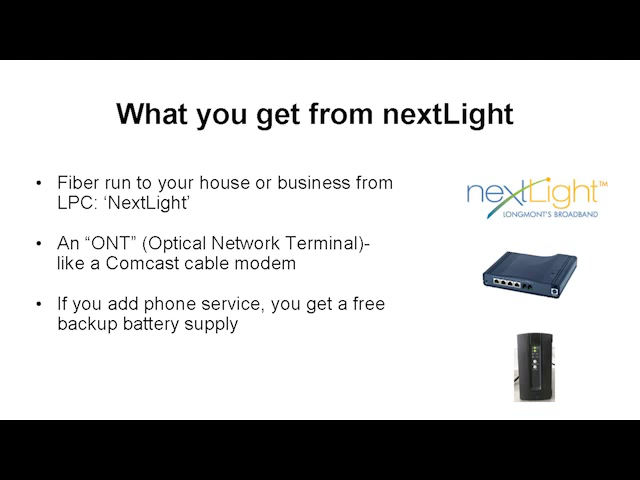 What you get from nextLight
• Fiber run to your house or business from
LPC: ‘NextLight’
• An “ONT” (Optical Network Terminal)-
like a Comcast cable modem
• If you add phone service, you get a free
backup battery supply
nextLight™
LONGMONT'S BROADBAND